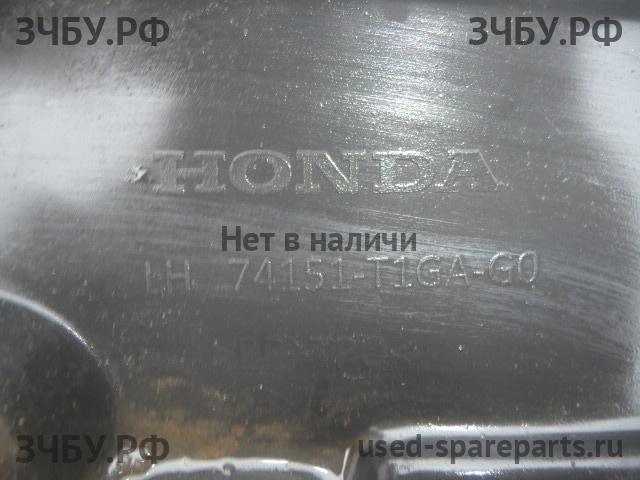 ЗЧБУ.РФ ЗЧБУ.РФ
HONDA
Нет в наличи
LH 74151-T1GA-G0
ЗЧБУ.РФ used-spareparts.ru